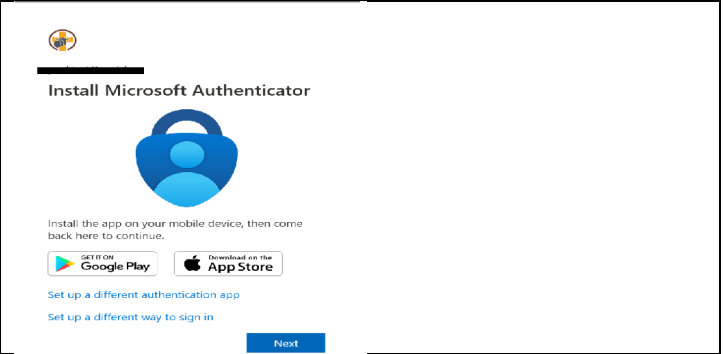 Install Microsoft Authenticator
Install the app on your mobile device, then come
back here to continue.
GET IT ON
Google Play
Download on the
App Store
Set up a different authentication app
Set up a different way to sign in
Next